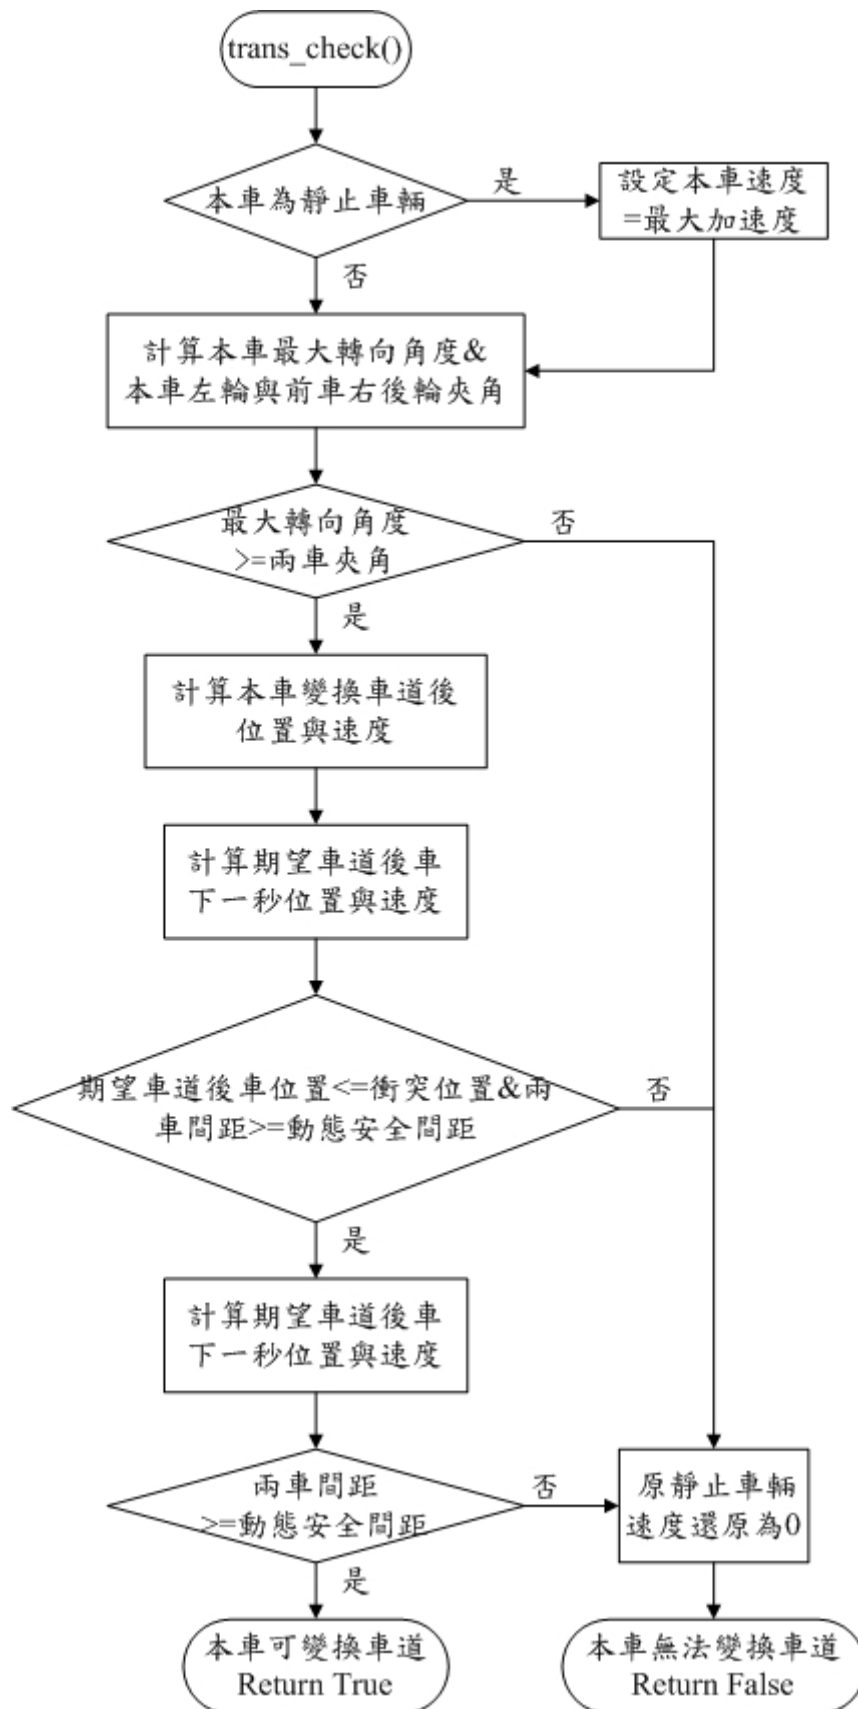 trans_check()
本車為靜止車輛
是
設定本車速度
=最大加速度
否
計算本車最大轉向角度&
本車左輪與前車右後輪夾角
最大轉向角度
>=兩車夾角
否
是
計算本車變換車道後
位置與速度
計算期望車道後車
下一秒位置與速度
期望車道後車位置<=衝突位置&兩
車間距>=動態安全間距
否
是
計算期望車道後車
下一秒位置與速度
兩車間距
>=動態安全間距
否
原靜止車輛
速度還原為0
是
本車可變換車道
Return True
本車無法變換車道
Return False